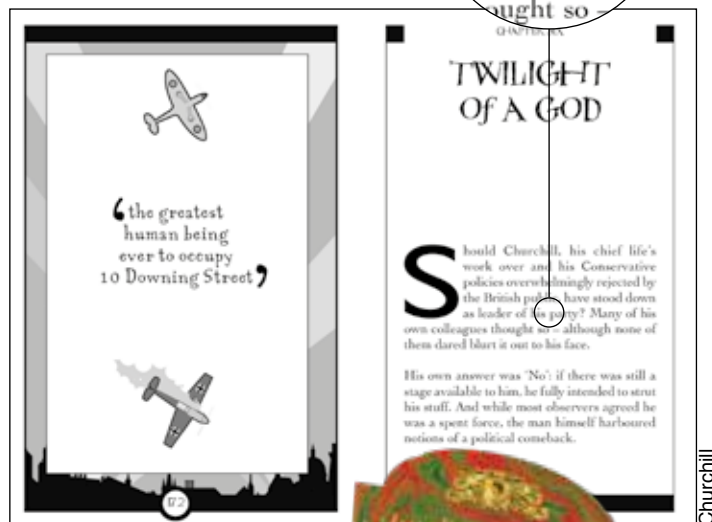 ought so –
TWILIGHT
OF A GOD
‘the greatest
human being
ever to occupy
10 Downing Street’
Should Churchill, his chief life’s
work over and his Conservative
policies overwhelmingly rejected by
the British public, have stood down
as leader of his party? Many of his
own colleagues thought so – although none of
them dared blurt it out to his face.
His own answer was ‘No’: if there was still a
stage available to him, he fully intended to strut
his stuff. And while most observers agreed he
was a spent force, the man himself harboured
notions of a political comeback.
172
Churchill